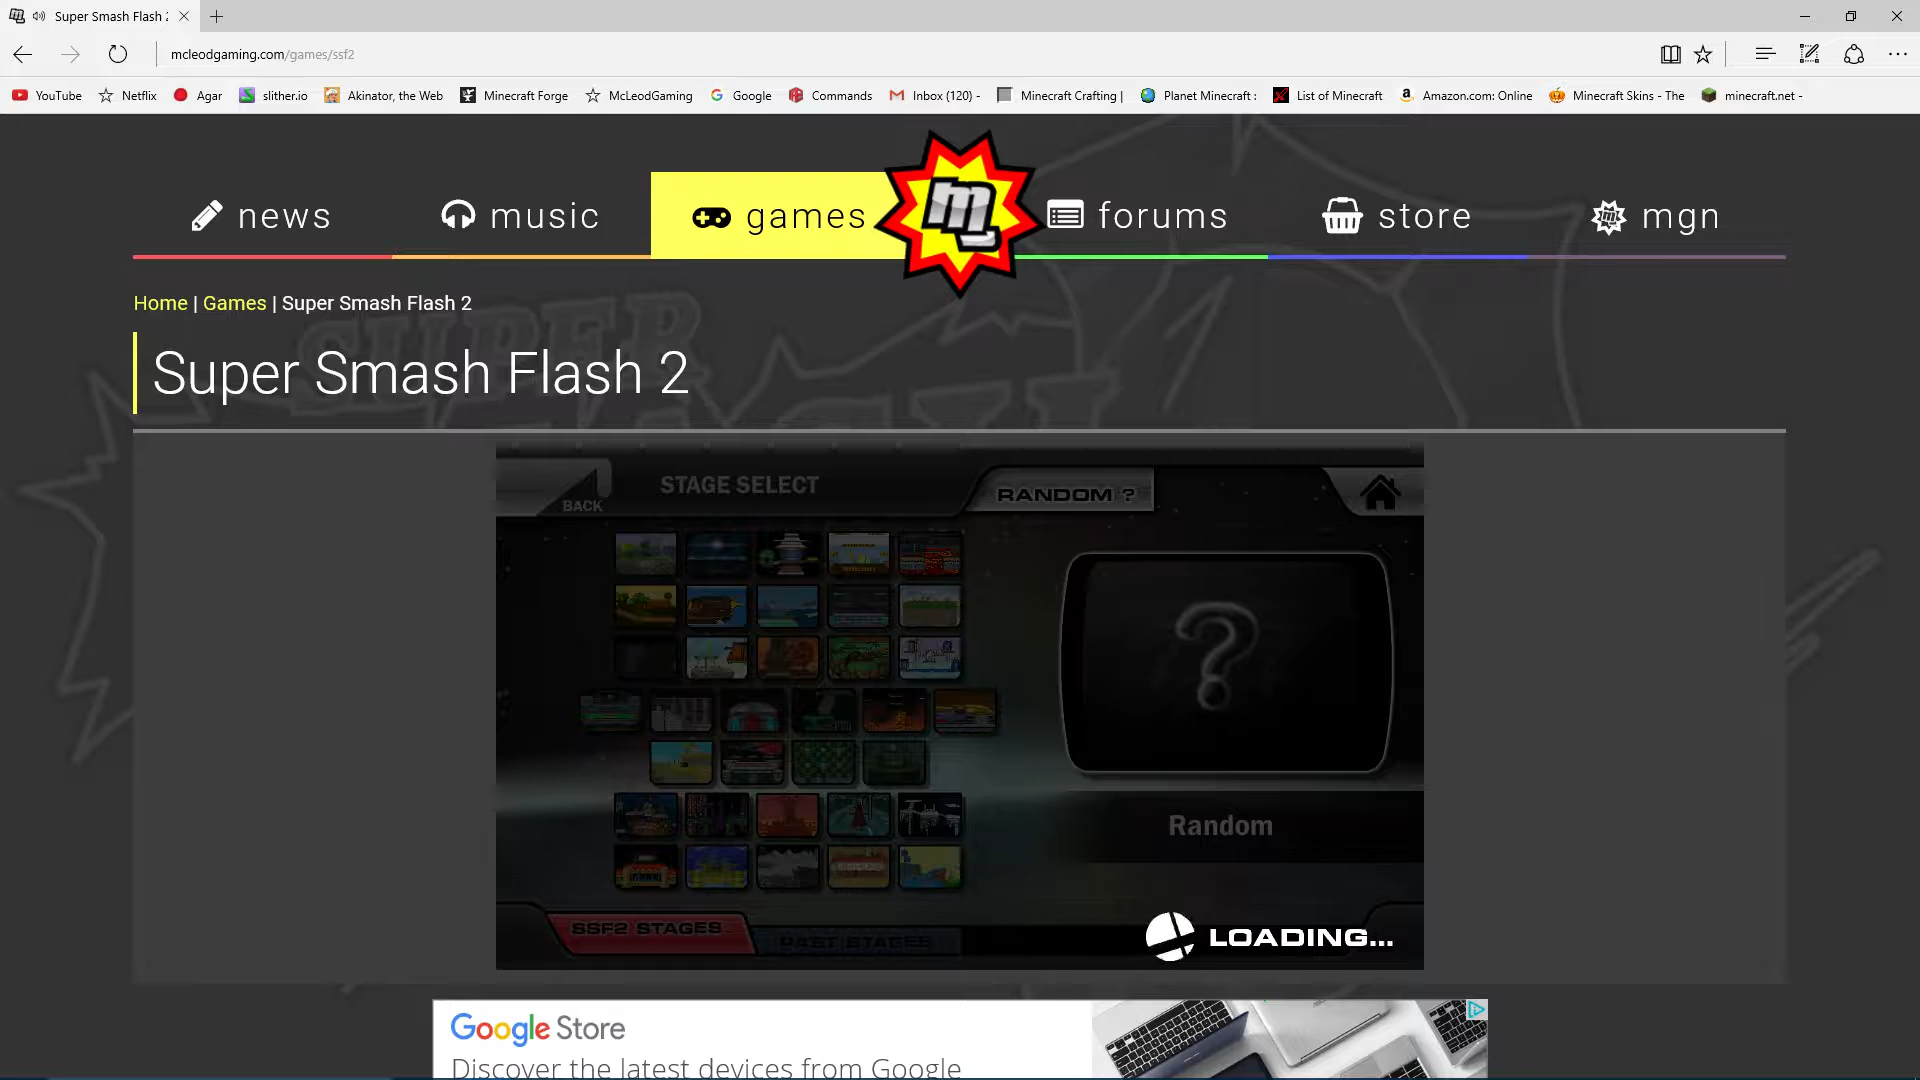 Super Smash Flash 2
mcleodgaming.com/games/ssf2
YouTube Netflix Agar slither.io Akinator, the Web Minecraft Forge McLeodGaming Google Commands Inbox (120) - Minecraft Crafting | Planet Minecraft : List of Minecraft Amazon.com: Online Minecraft Skins - The minecraft.net -
news music games forums store mgn
Home | Games | Super Smash Flash 2
Super Smash Flash 2
BACK STAGE SELECT RANDOM ?
Random
SSF2 STAGES PAST STAGES
LOADING...
Google Store
Discover the latest devices from Google